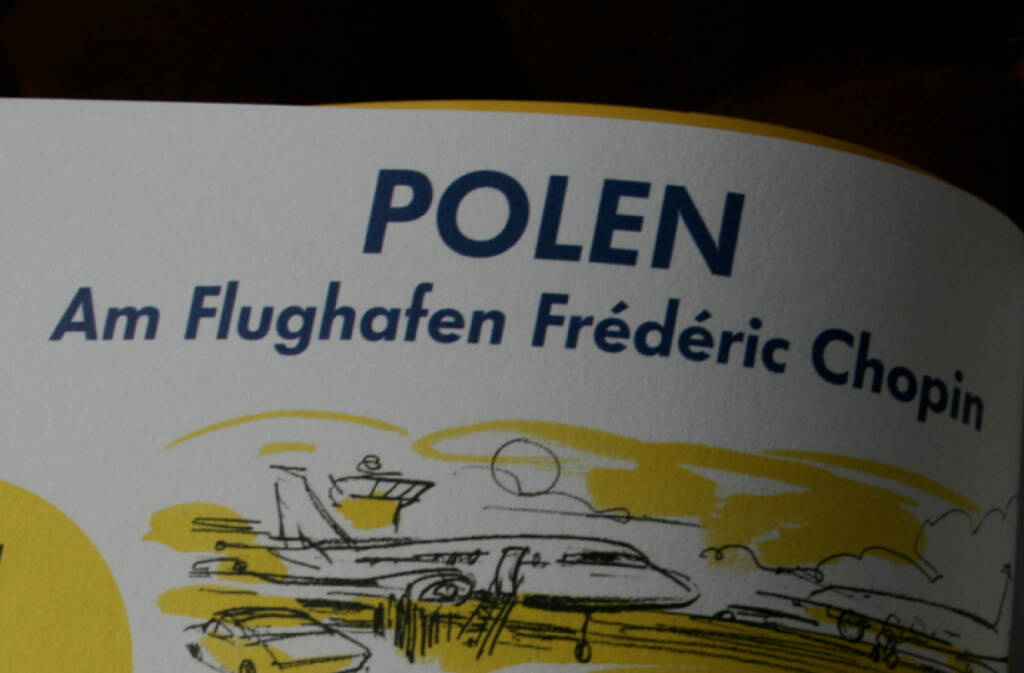 POLEN
Am Flughafen Frédéric Chopin